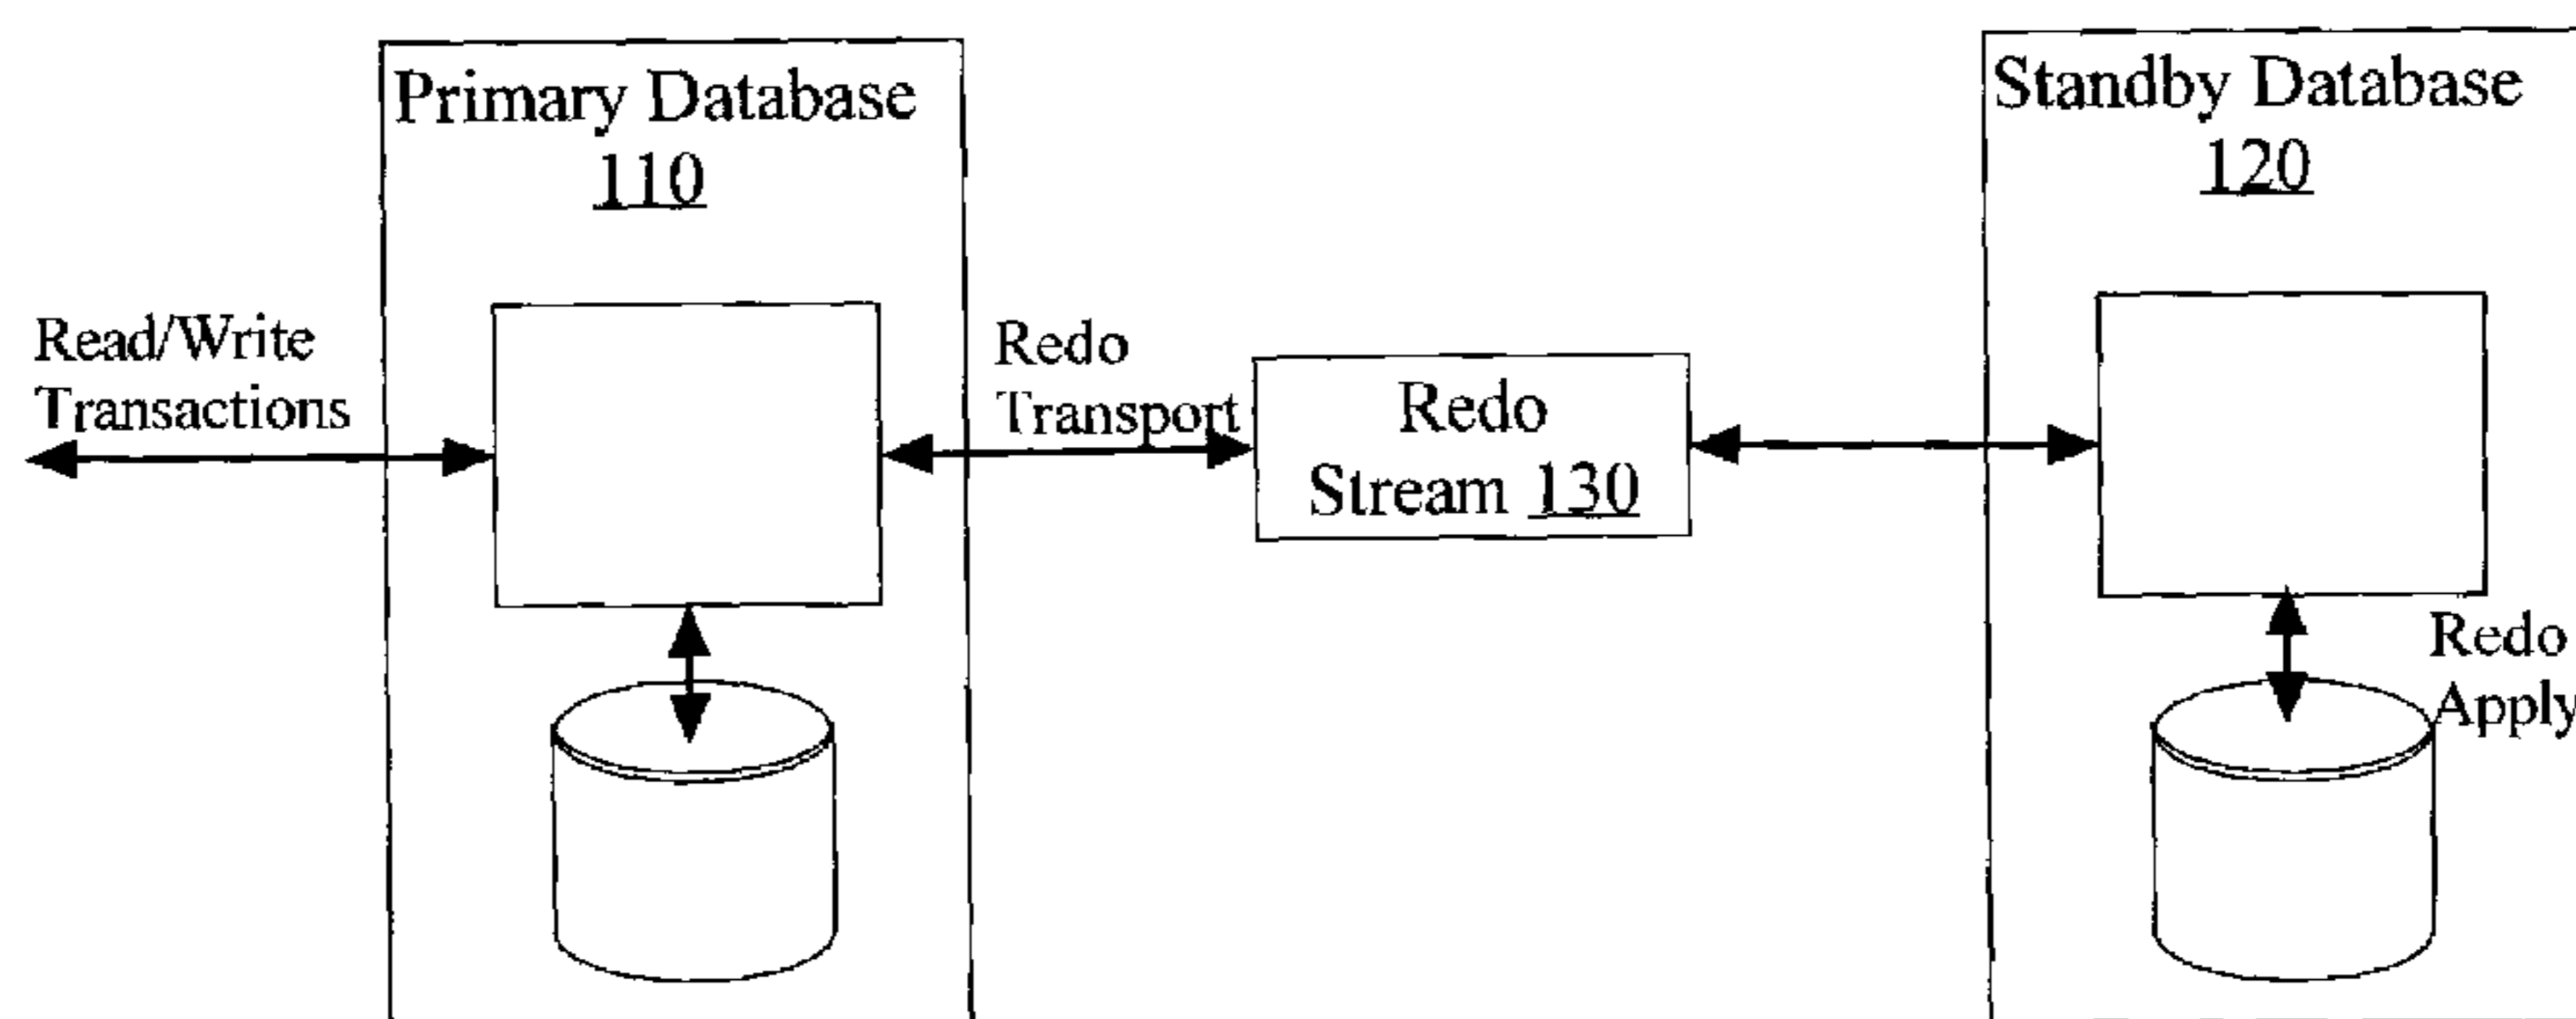 Primary Database
110
Standby Database
120
Read/Write
Transactions
Redo
Transport
Redo
Stream 130
Redo
Apply